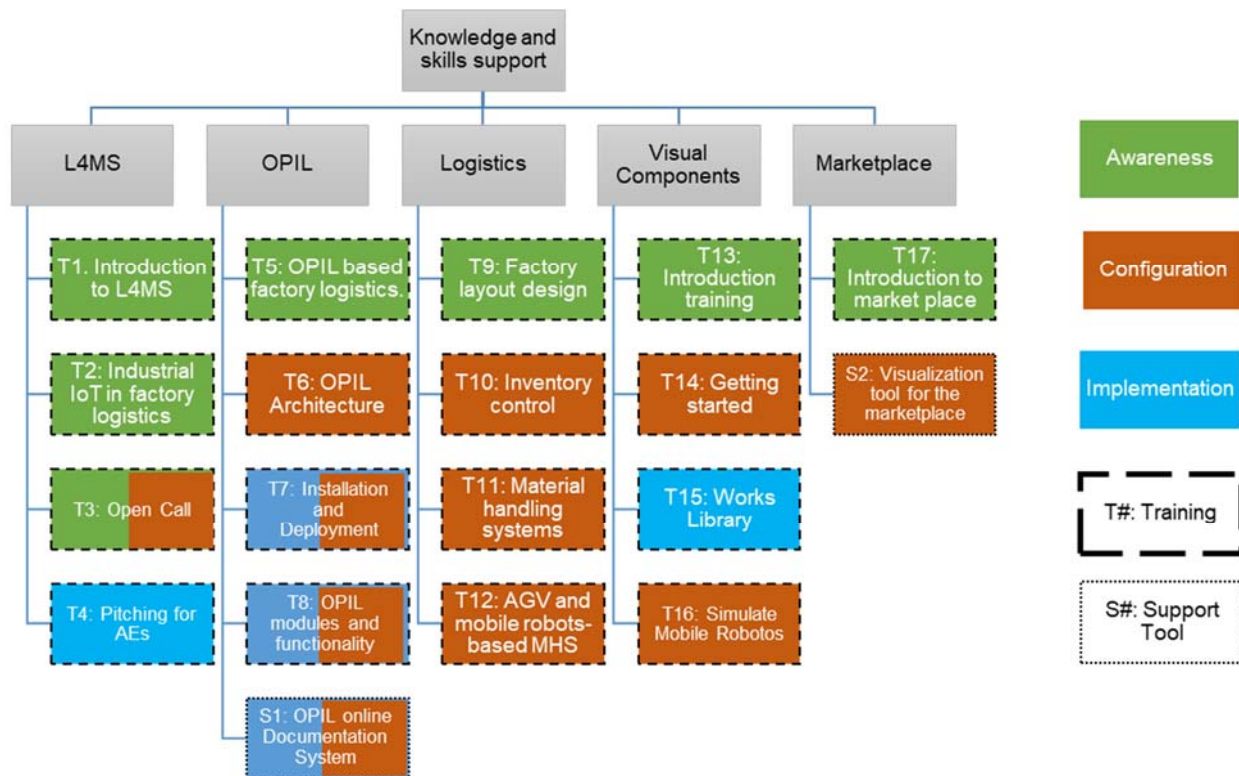 Knowledge and
skills support
L4MS
OPIL
Logistics
Visual
Components
Marketplace
T1. Introduction
to L4MS
T5: OPIL based
factory logistics.
T9: Factory
layout design
T13:
Introduction
training
T17:
Introduction to
market place
T2: Industrial
IoT in factory
logistics
T6: OPIL
Architecture
T10: Inventory
control
T14: Getting
started
S2: Visualization
tool for the
marketplace
T3: Open Call
T7: Installation
and
Deployment
T11: Material
handling
systems
T15: Works
Library
T4: Pitching for
AEs
T8: OPIL
modules and
functionality
T12: AGV and
mobile robots-
based MHS
T16: Simulate
Mobile Robotos
S1: OPIL online
Documentation
System
Awareness
Configuration
Implementation
T#: Training
S#: Support
Tool